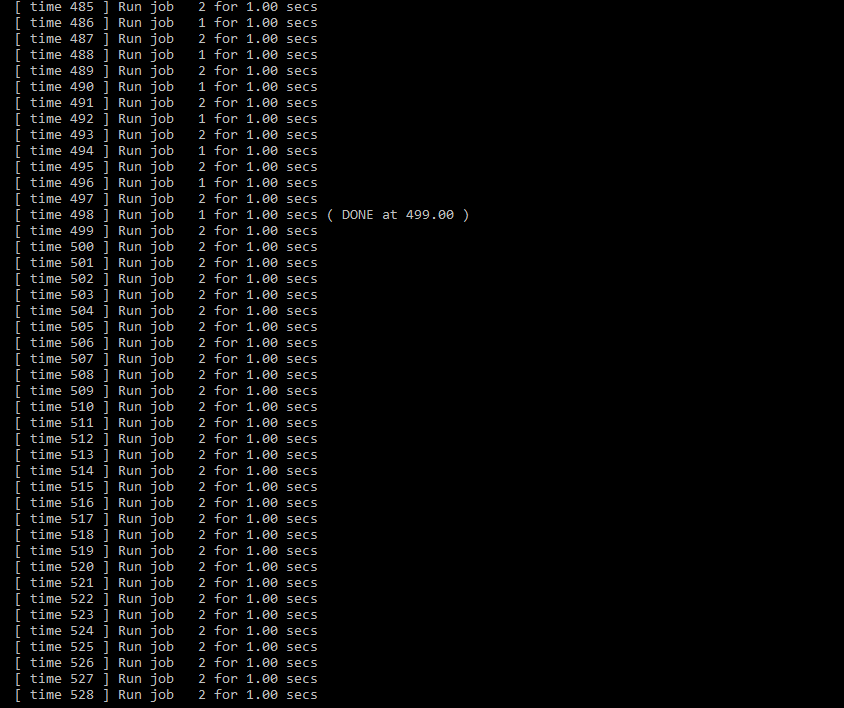 [ time 485 ] Run job   2 for 1.00 secs
[ time 486 ] Run job   1 for 1.00 secs
[ time 487 ] Run job   2 for 1.00 secs
[ time 488 ] Run job   1 for 1.00 secs
[ time 489 ] Run job   2 for 1.00 secs
[ time 490 ] Run job   1 for 1.00 secs
[ time 491 ] Run job   2 for 1.00 secs
[ time 492 ] Run job   1 for 1.00 secs
[ time 493 ] Run job   2 for 1.00 secs
[ time 494 ] Run job   1 for 1.00 secs
[ time 495 ] Run job   2 for 1.00 secs
[ time 496 ] Run job   1 for 1.00 secs
[ time 497 ] Run job   2 for 1.00 secs
[ time 498 ] Run job   1 for 1.00 secs ( DONE at 499.00 )
[ time 499 ] Run job   2 for 1.00 secs
[ time 500 ] Run job   2 for 1.00 secs
[ time 501 ] Run job   2 for 1.00 secs
[ time 502 ] Run job   2 for 1.00 secs
[ time 503 ] Run job   2 for 1.00 secs
[ time 504 ] Run job   2 for 1.00 secs
[ time 505 ] Run job   2 for 1.00 secs
[ time 506 ] Run job   2 for 1.00 secs
[ time 507 ] Run job   2 for 1.00 secs
[ time 508 ] Run job   2 for 1.00 secs
[ time 509 ] Run job   2 for 1.00 secs
[ time 510 ] Run job   2 for 1.00 secs
[ time 511 ] Run job   2 for 1.00 secs
[ time 512 ] Run job   2 for 1.00 secs
[ time 513 ] Run job   2 for 1.00 secs
[ time 514 ] Run job   2 for 1.00 secs
[ time 515 ] Run job   2 for 1.00 secs
[ time 516 ] Run job   2 for 1.00 secs
[ time 517 ] Run job   2 for 1.00 secs
[ time 518 ] Run job   2 for 1.00 secs
[ time 519 ] Run job   2 for 1.00 secs
[ time 520 ] Run job   2 for 1.00 secs
[ time 521 ] Run job   2 for 1.00 secs
[ time 522 ] Run job   2 for 1.00 secs
[ time 523 ] Run job   2 for 1.00 secs
[ time 524 ] Run job   2 for 1.00 secs
[ time 525 ] Run job   2 for 1.00 secs
[ time 526 ] Run job   2 for 1.00 secs
[ time 527 ] Run job   2 for 1.00 secs
[ time 528 ] Run job   2 for 1.00 secs